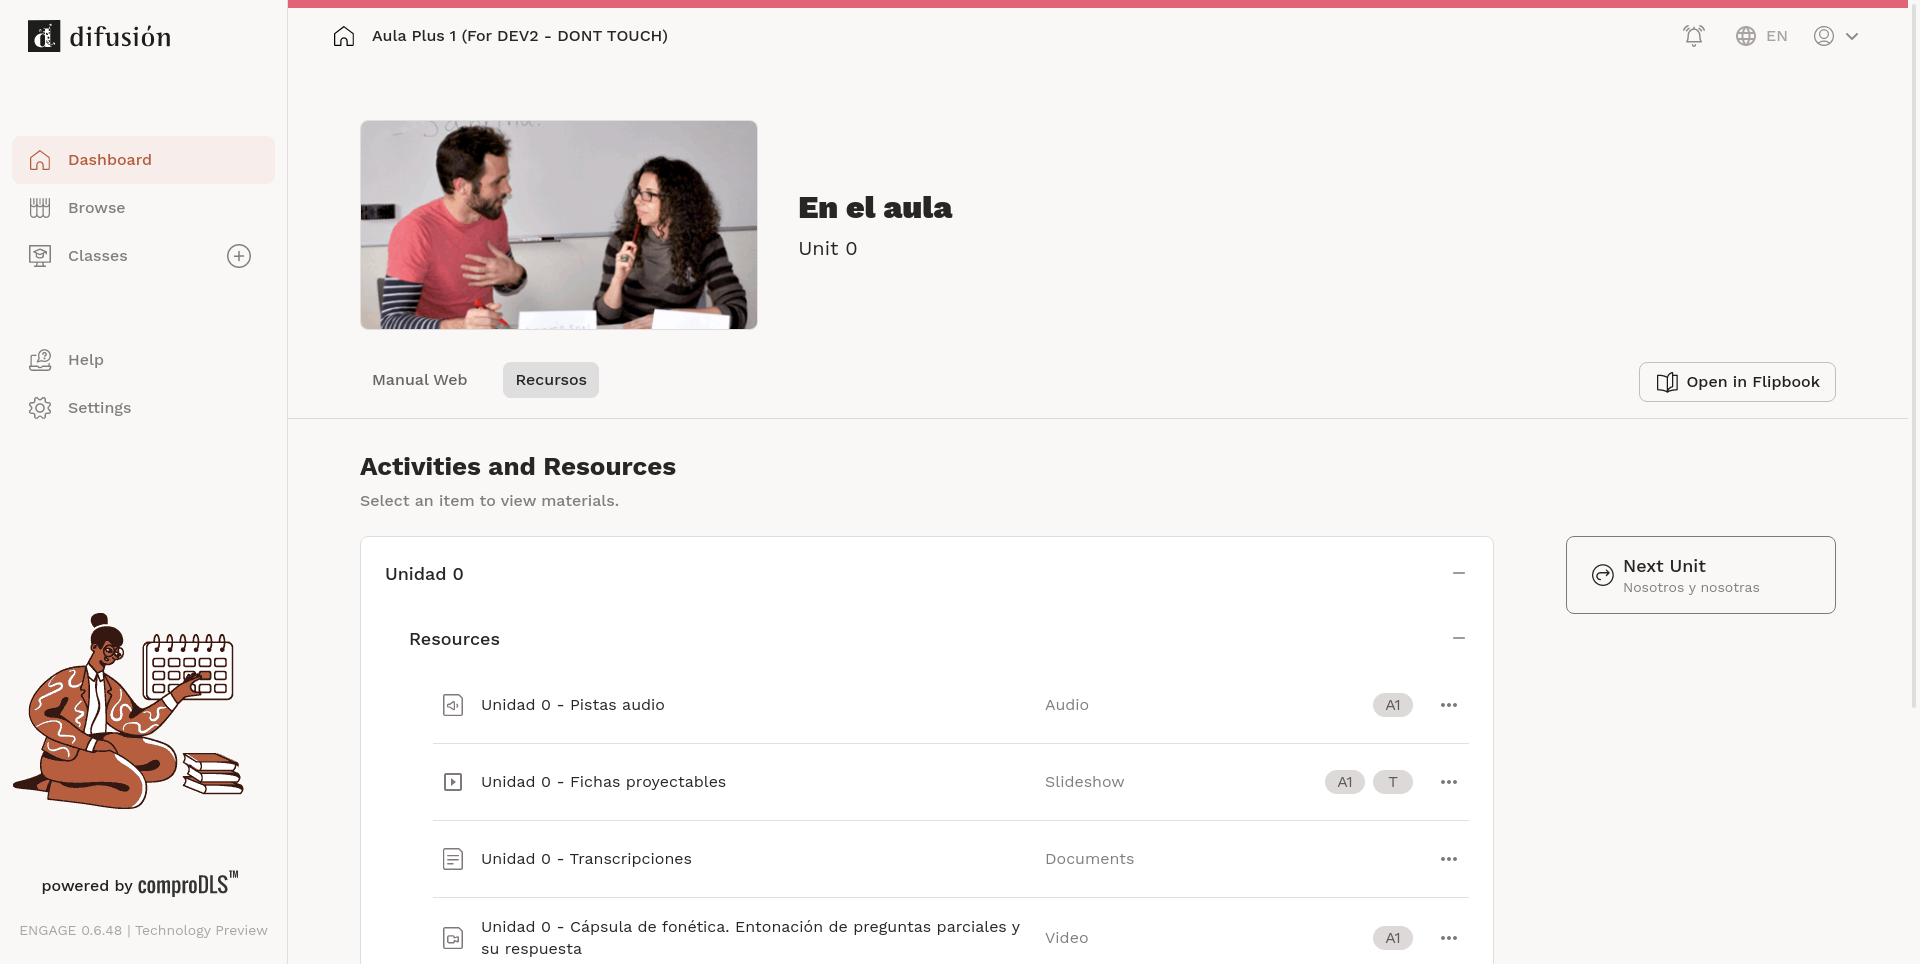 difusión
Aula Plus 1 (For DEV2 - DONT TOUCH)
EN
Dashboard
Browse
Classes
Help
Settings
En el aula
Unit 0
Manual Web
Recursos
Open in Flipbook
Activities and Resources
Select an item to view materials.
Unidad 0
Next Unit
Nosotros y nosotras
Resources
Unidad 0 - Pistas audio
Audio
A1
Unidad 0 - Fichas proyectables
Slideshow
A1
T
Unidad 0 - Transcripciones
Documents
Unidad 0 - Cápsula de fonética. Entonación de preguntas parciales y
su respuesta
Video
A1
powered by comproDLS™
ENGAGE 0.6.48 | Technology Preview